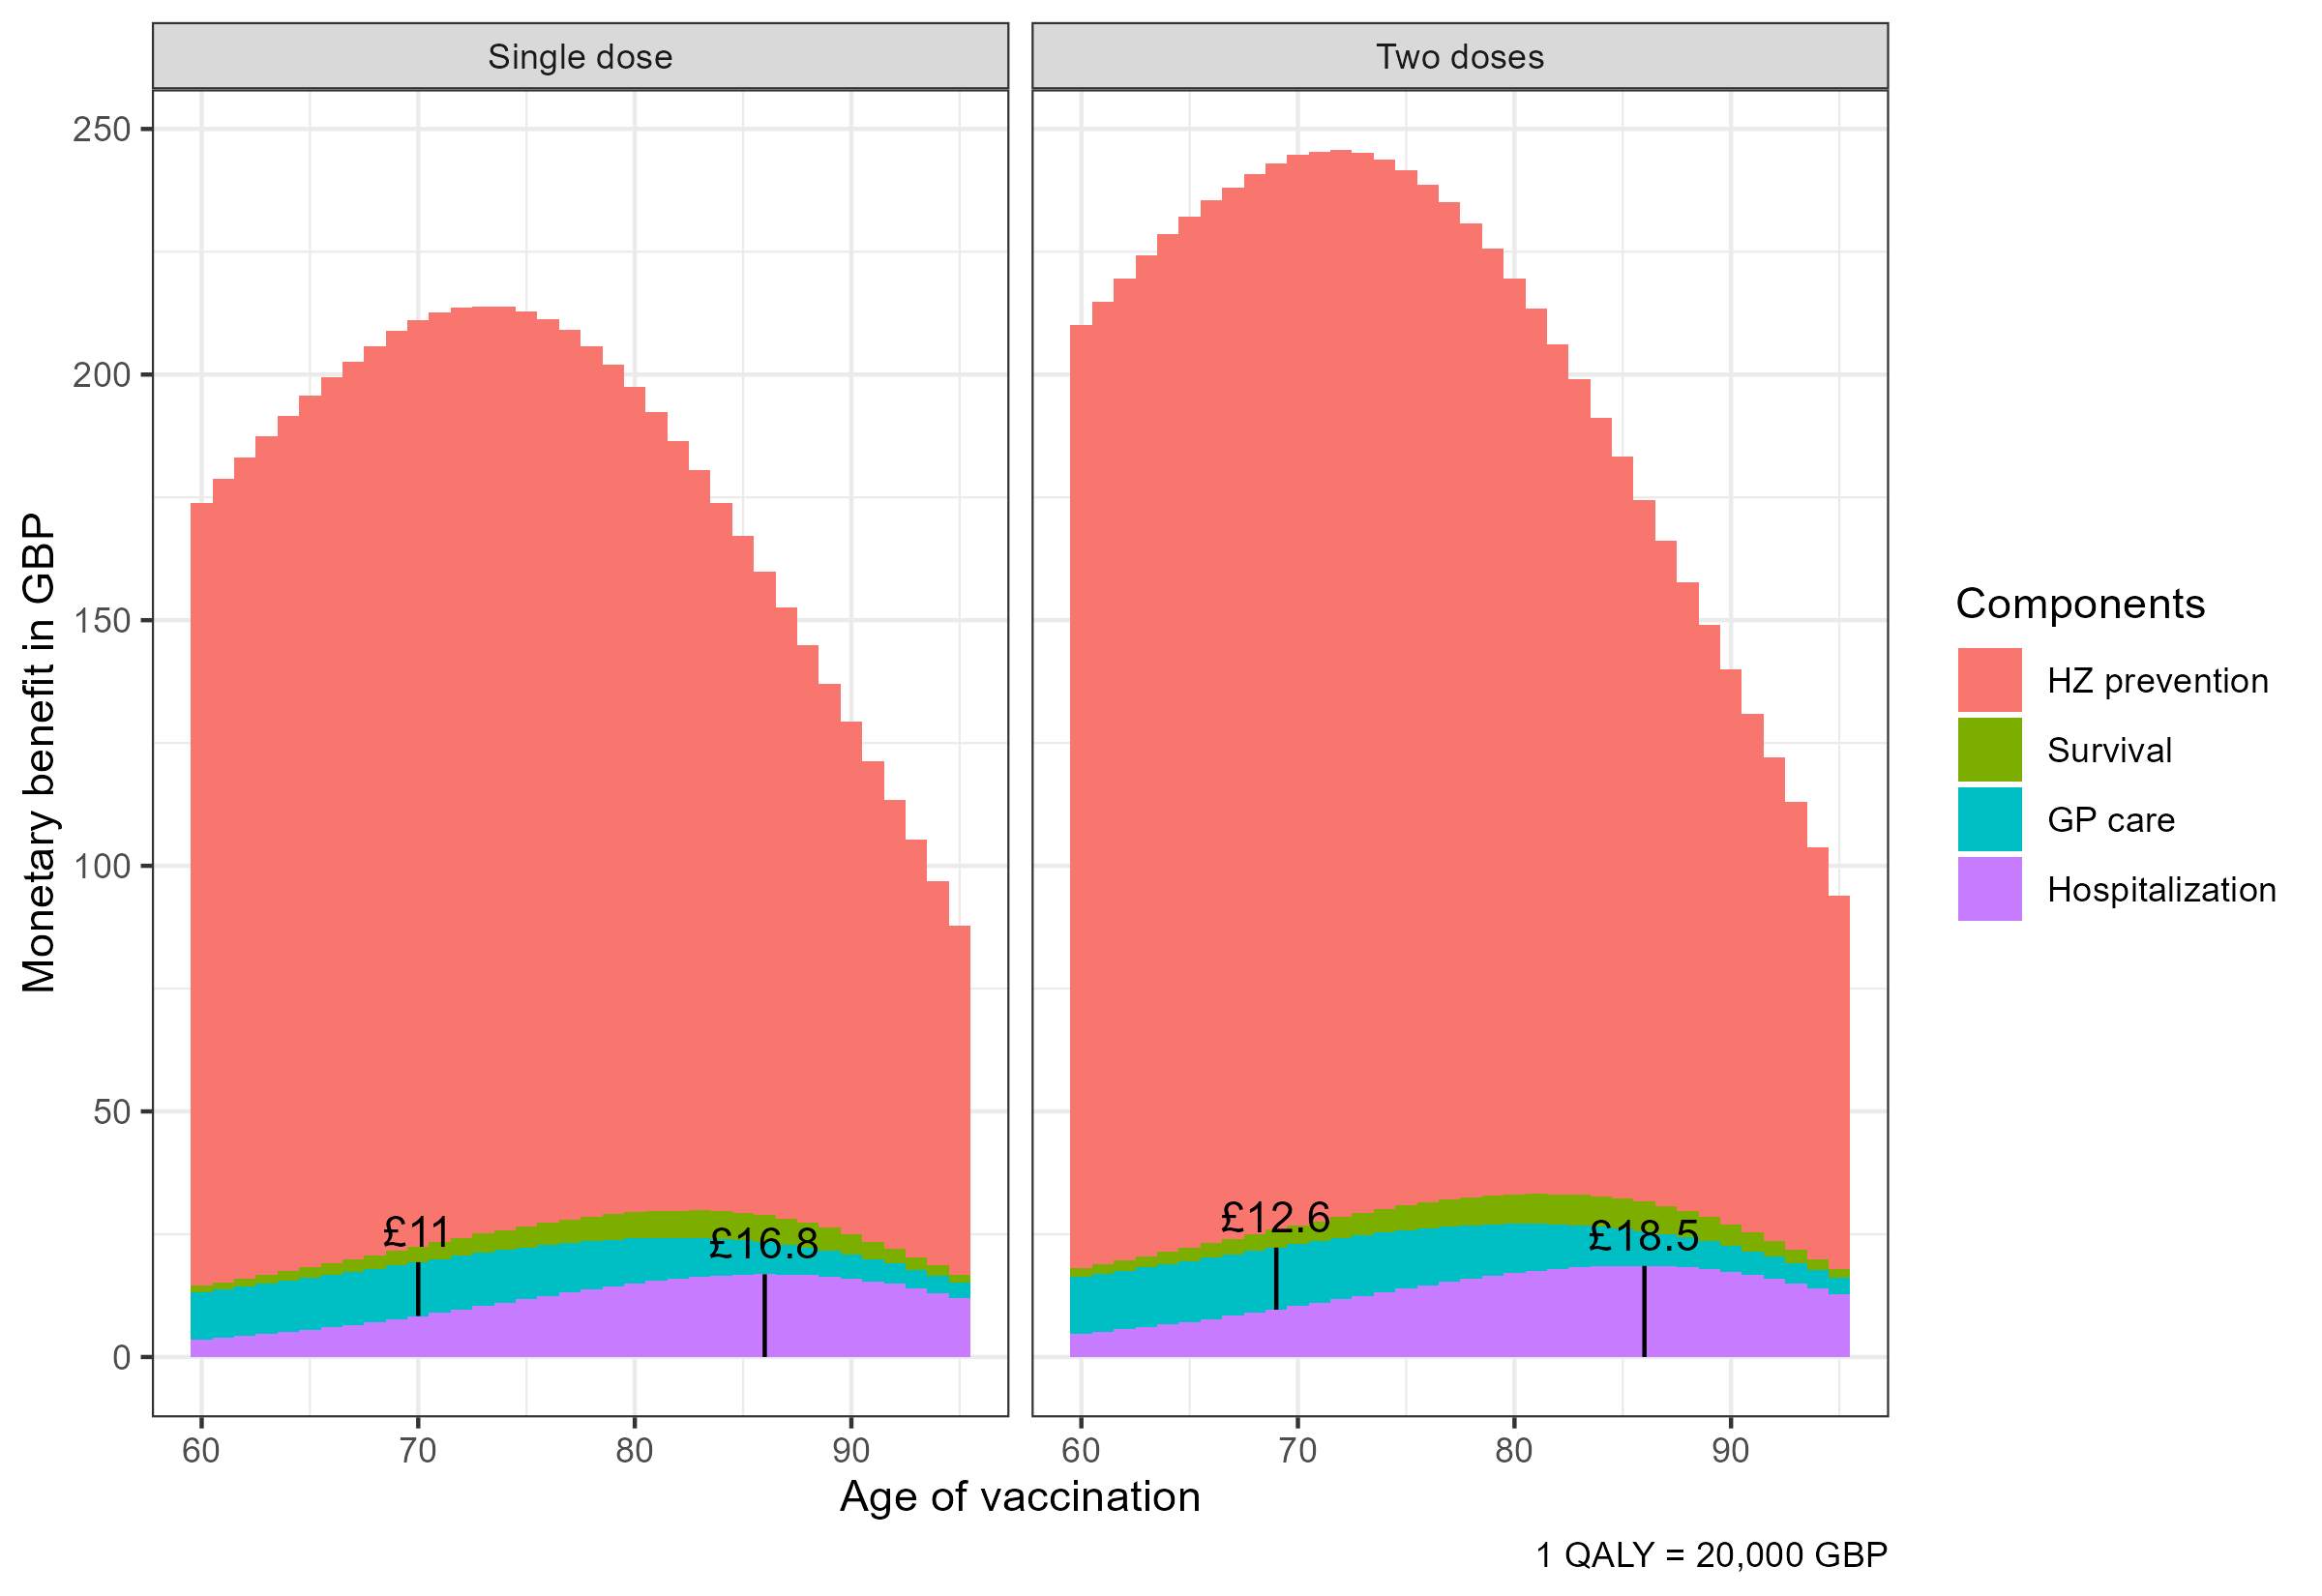 Single dose
Two doses
Monetary benefit in GBP
250
200
150
100
50
0
£11
£16.8
£12.6
£18.5
60
70
80
90
60
70
80
90
Age of vaccination
1 QALY = 20,000 GBP
Components
HZ prevention
Survival
GP care
Hospitalization